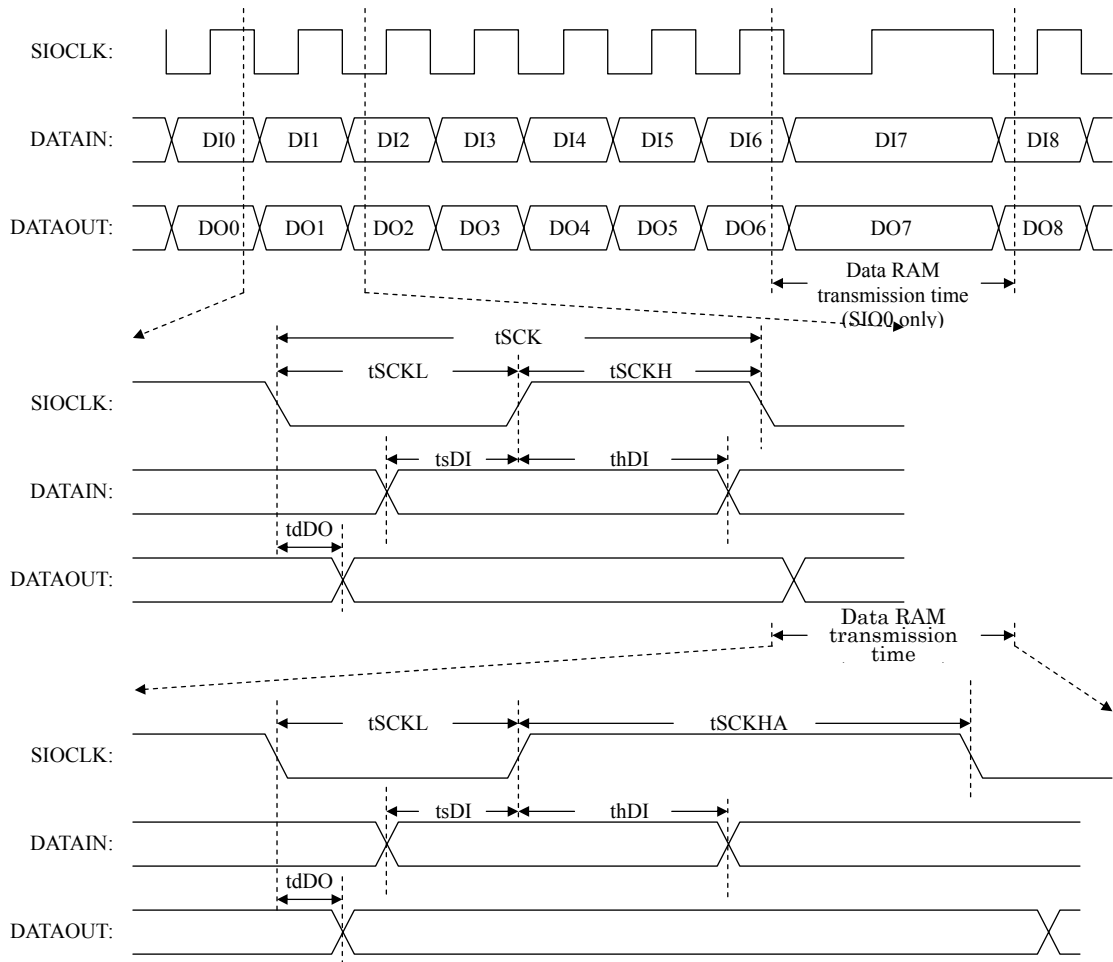 SIOCLK:
DATAIN: DI0 DI1 DI2 DI3 DI4 DI5 DI6 DI7 DI8
DATAOUT: DO0 DO1 DO2 DO3 DO4 DO5 DO6 DO7 DO8
Data RAM
transmission time
(SIO0 only)
tSCK
tSCKL tSCKH
SIOCLK:
tsDI thDI
DATAIN:
tdDO
DATAOUT:
Data RAM
transmission
time
tSCKL tSCKHA
SIOCLK:
tsDI thDI
DATAIN:
tdDO
DATAOUT: